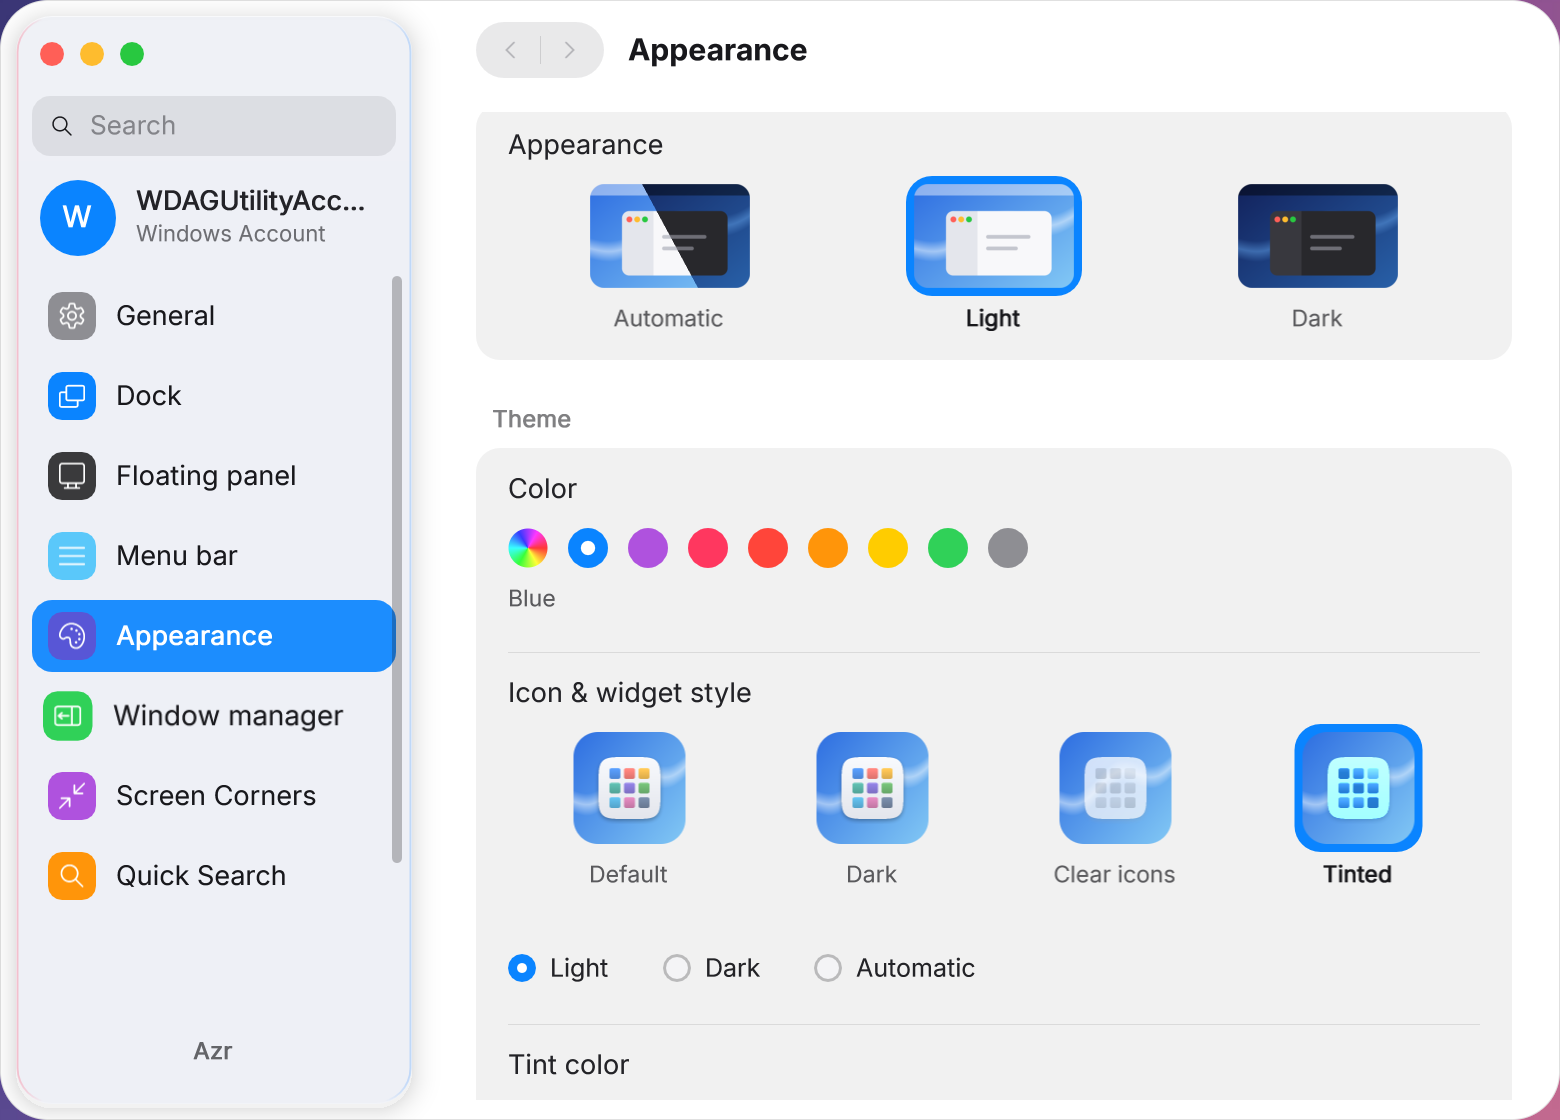 Search
W
WDAGUtilityAcc...
Windows Account
General
Dock
Floating panel
Menu bar
Appearance
Window manager
Screen Corners
Quick Search
Azr
Appearance
Appearance
Automatic
Light
Dark
Theme
Color
Blue
Icon & widget style
Default
Dark
Clear icons
Tinted
Light
Dark
Automatic
Tint color